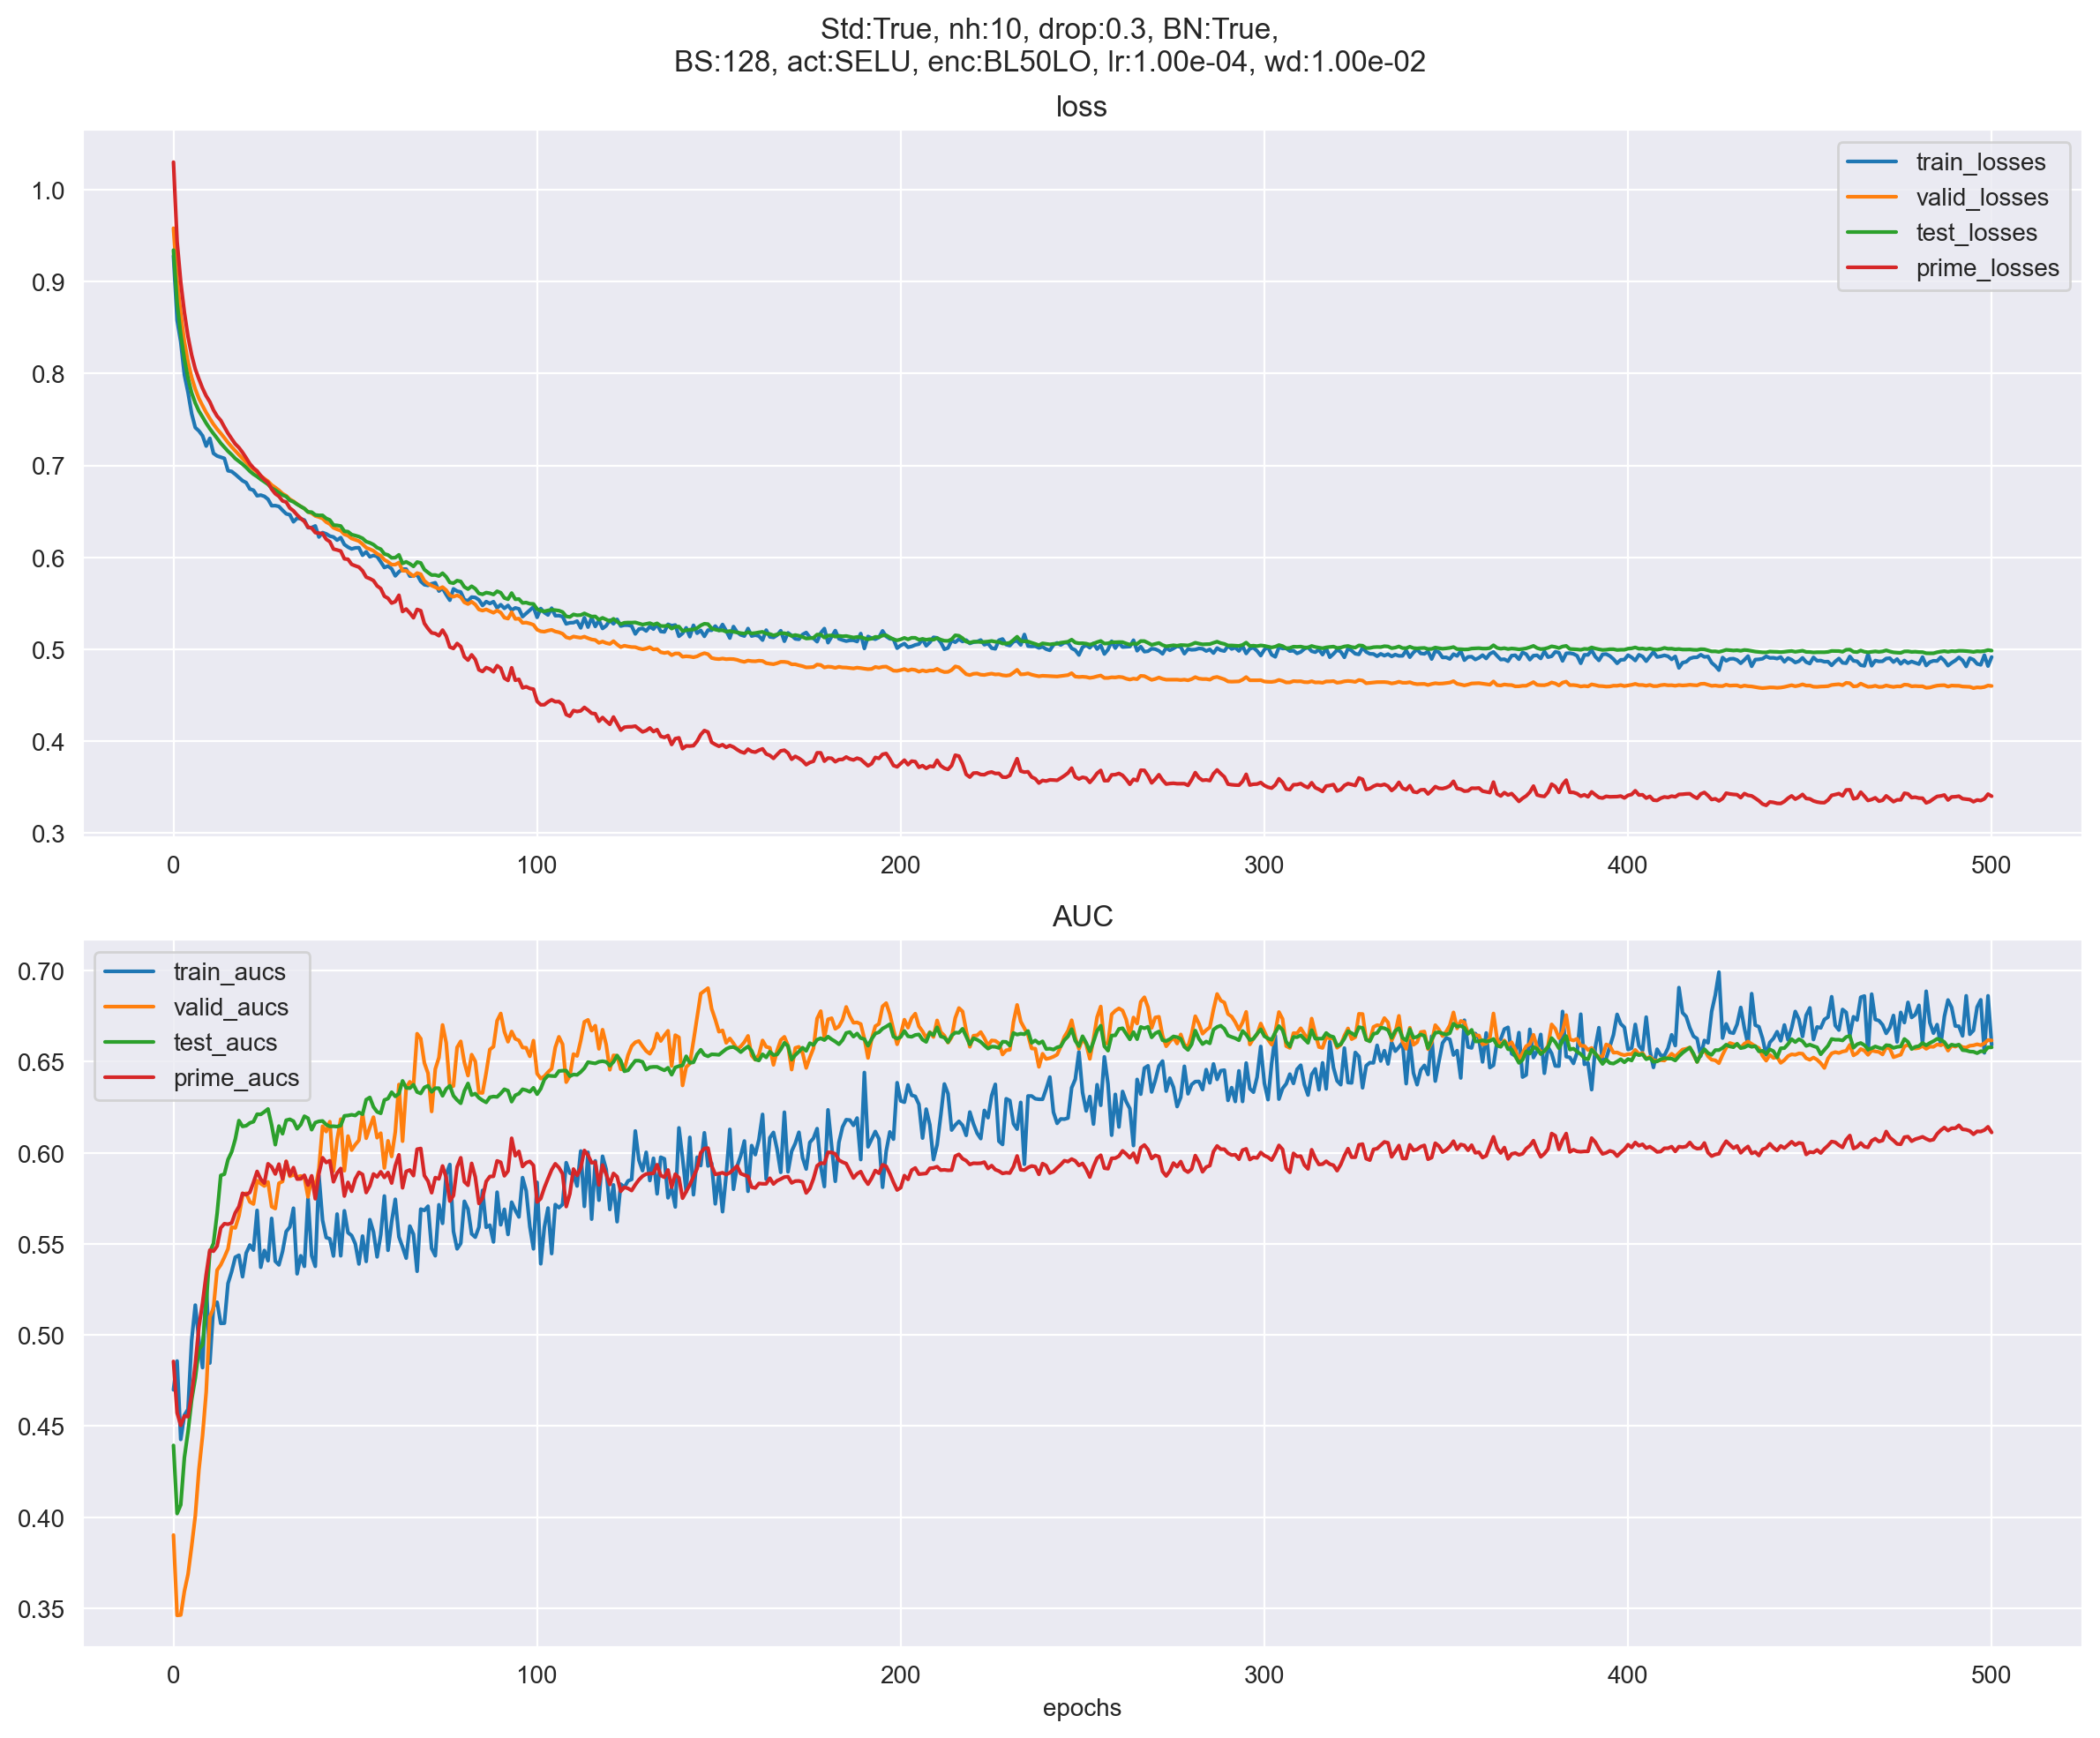 Std:True, nh:10, drop:0.3, BN:True,
BS:128, act:SELU, enc:BL50LO, lr:1.00e-04, wd:1.00e-02
loss
train_losses
valid_losses
test_losses
prime_losses
1.0
0.9
0.8
0.7
0.6
0.5
0.4
0.3
0 100 200 300 400 500
AUC
train_aucs
valid_aucs
test_aucs
prime_aucs
0.70
0.65
0.60
0.55
0.50
0.45
0.40
0.35
0 100 200 300 400 500
epochs